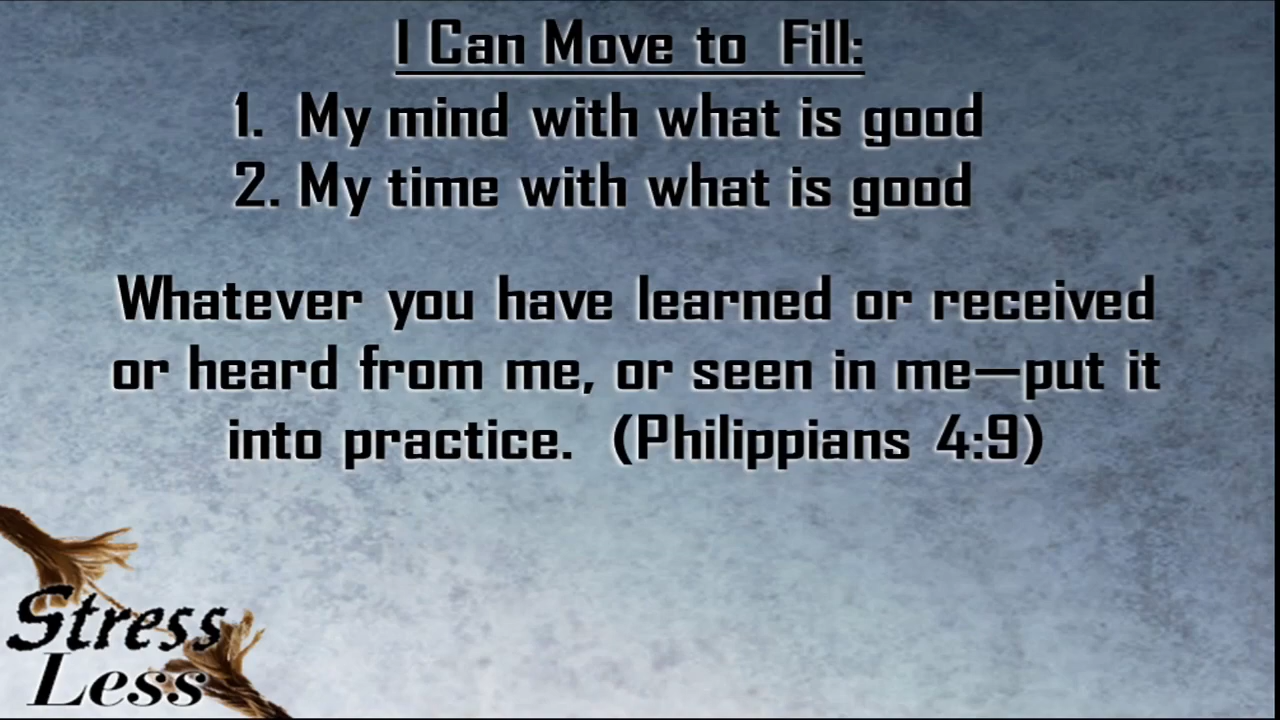 I Can Move to Fill:
1. My mind with what is good
2. My time with what is good
Whatever you have learned or received
or heard from me, or seen in me—put it
into practice. (Philippians 4:9)
Stress
Less